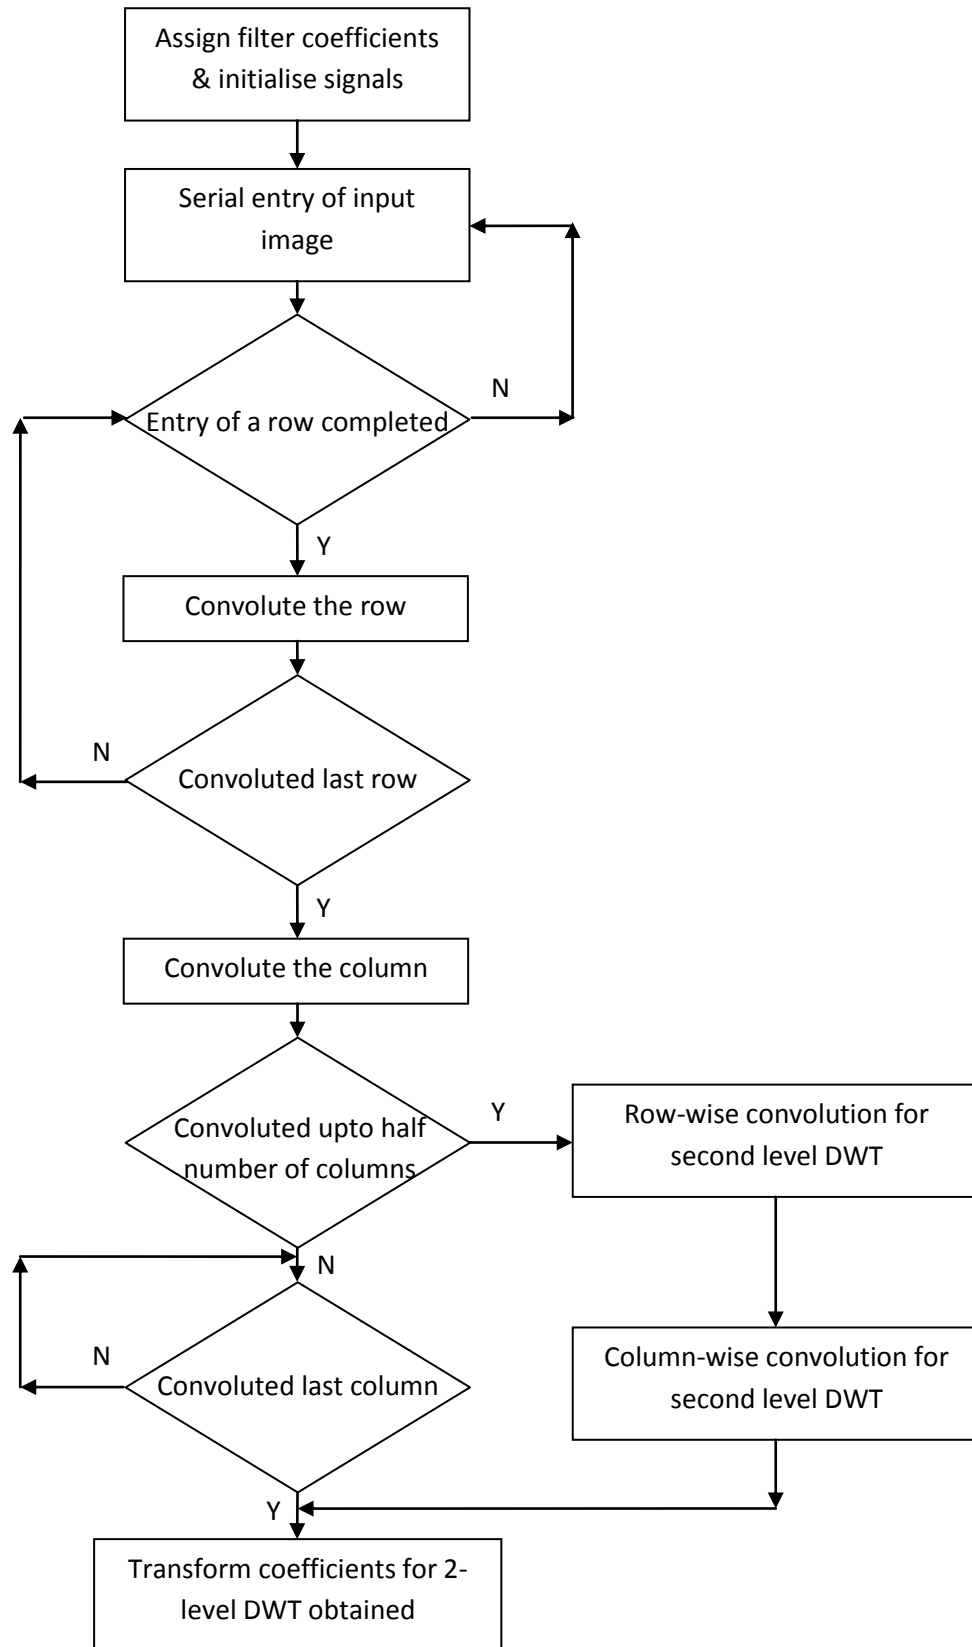 Assign filter coefficients
& initialise signals
Serial entry of input
image
N
Entry of a row completed
Y
Convolute the row
N
Convoluted last row
Y
Convolute the column
Y
Convoluted upto half
number of columns
Row-wise convolution for
second level DWT
N
N
Convoluted last column
Column-wise convolution for
second level DWT
Y
Transform coefficients for 2-
level DWT obtained